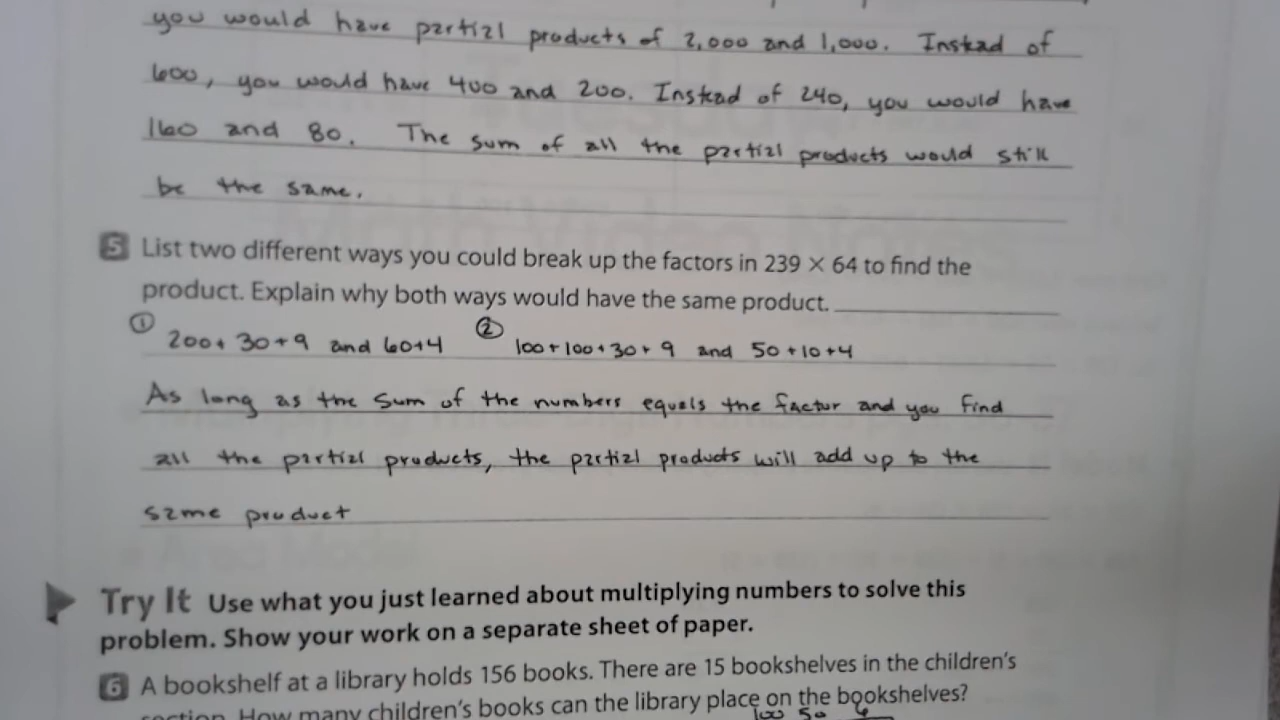 you would have partial products of 2,000 and 1,000. Instead of
600, you would have 400 and 200. Instead of 240, you would have
160 and 80. The sum of all the partial products would still
be the same.
5 List two different ways you could break up the factors in 239 × 64 to find the
product. Explain why both ways would have the same product.
① 200+30+9 and 60+4 ② 100+100+30+9 and 50+10+4
As long as the sum of the numbers equals the factor and you find
all the partial products, the partial products will add up to the
same product
Try It Use what you just learned about multiplying numbers to solve this
problem. Show your work on a separate sheet of paper.
6 A bookshelf at a library holds 156 books. There are 15 bookshelves in the children's
section. How many children's books can the library place on the bookshelves?
100 50 6